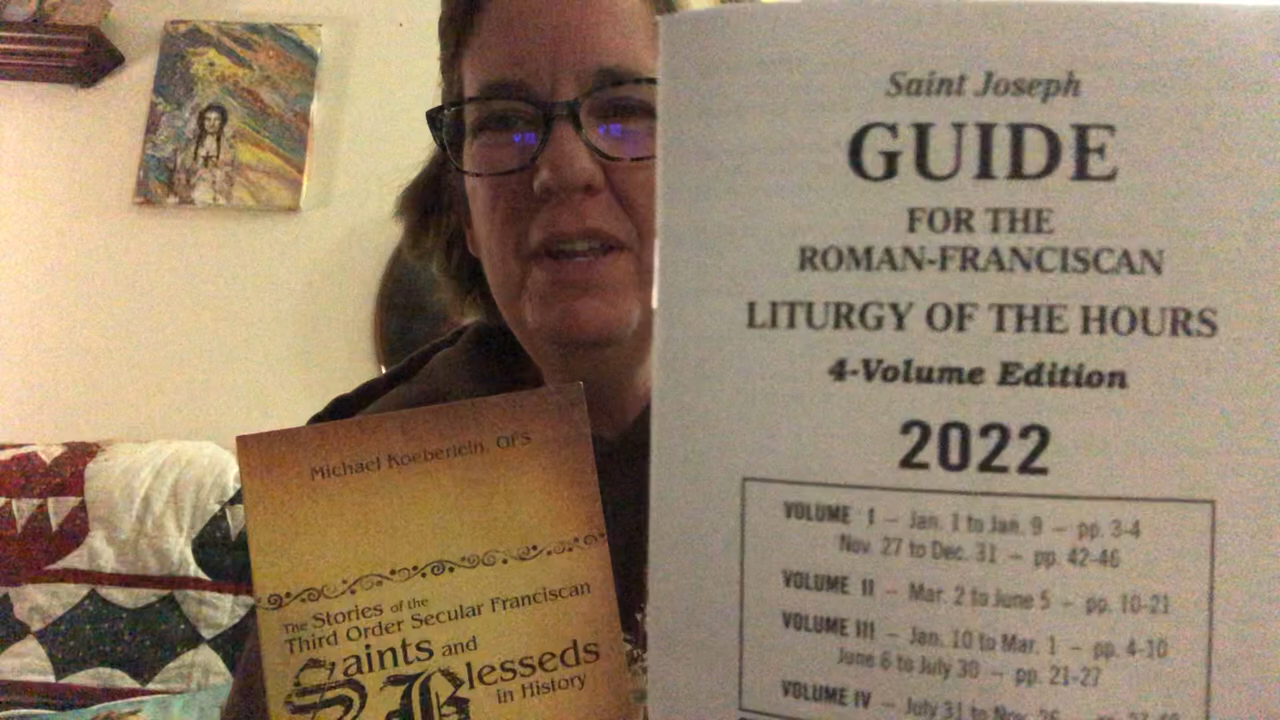 Michael Koeberlein, OFS
The Stories of the
Third Order Secular Franciscan
Saints and
Blesseds
in History
Saint Joseph
GUIDE
FOR THE
ROMAN-FRANCISCAN
LITURGY OF THE HOURS
4-Volume Edition
2022
VOLUME I – Jan. 1 to Jan. 9 – pp. 3-4
Nov. 27 to Dec. 31 – pp. 42-46
VOLUME II – Mar. 2 to June 5 – pp. 10-21
VOLUME III – Jan. 10 to Mar. 1 – pp. 4-10
June 6 to July 30 – pp. 21-27
VOLUME IV – July 31 to Nov. 26 – pp.